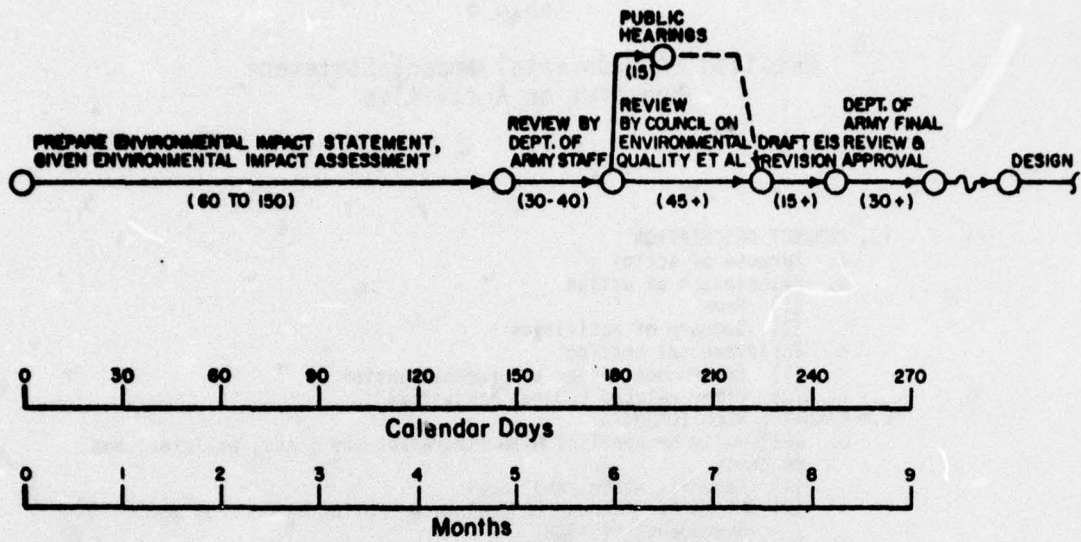 PUBLIC
HEARINGS
(15)
PREPARE ENVIRONMENTAL IMPACT STATEMENT,
GIVEN ENVIRONMENTAL IMPACT ASSESSMENT
(60 TO 150)
REVIEW BY
DEPT. OF
ARMY STAFF
(30-40)
REVIEW
BY COUNCIL ON
ENVIRONMENTAL
QUALITY ET AL
(45+)
DRAFT EIS
REVISION
(15+)
DEPT. OF
ARMY FINAL
REVIEW &
APPROVAL
(30+)
DESIGN
0 30 60 90 120 150 180 220 240 270
Calendar Days
0 1 2 3 4 5 6 7 8 9
Months